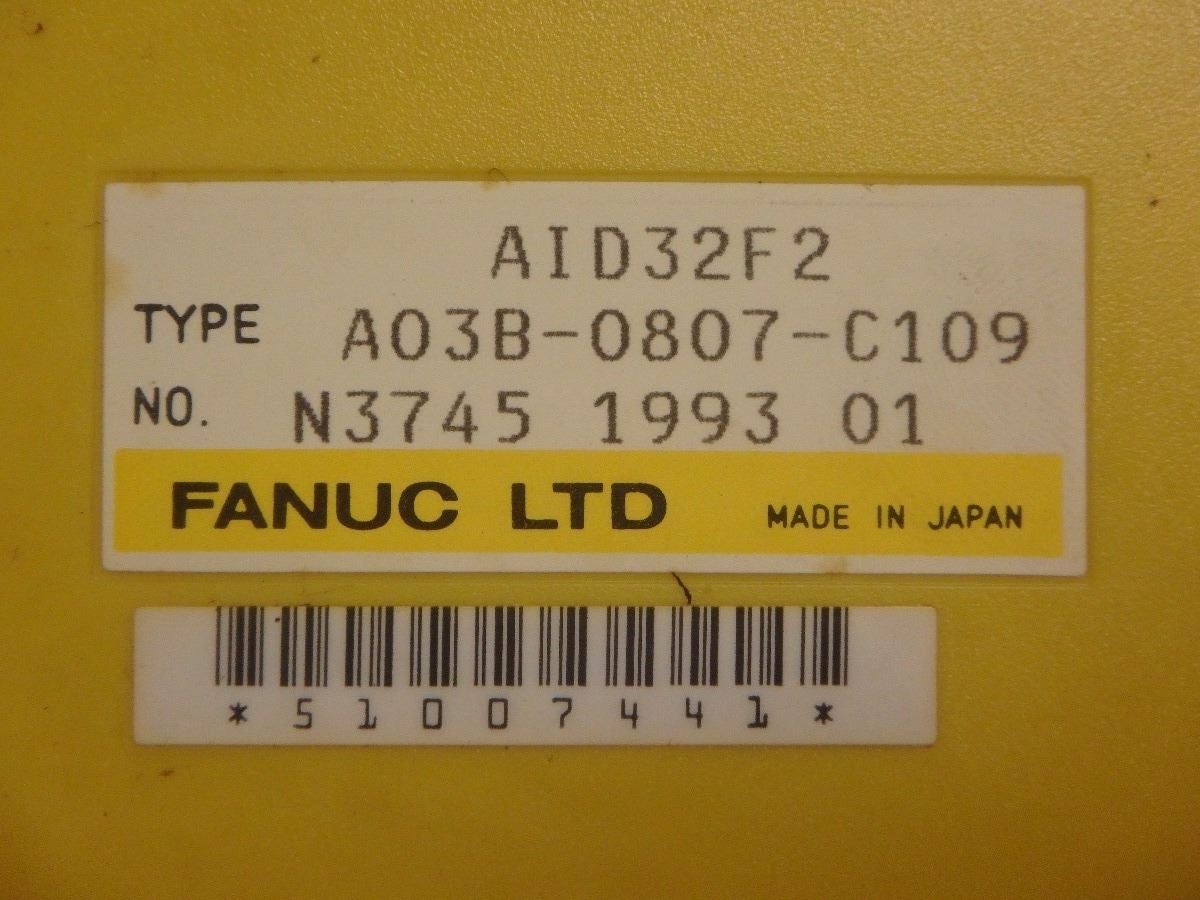 AID32F2
TYPE A03B-0807-C109
NO. N3745 1993 01
FANUC LTD MADE IN JAPAN
*51007441*